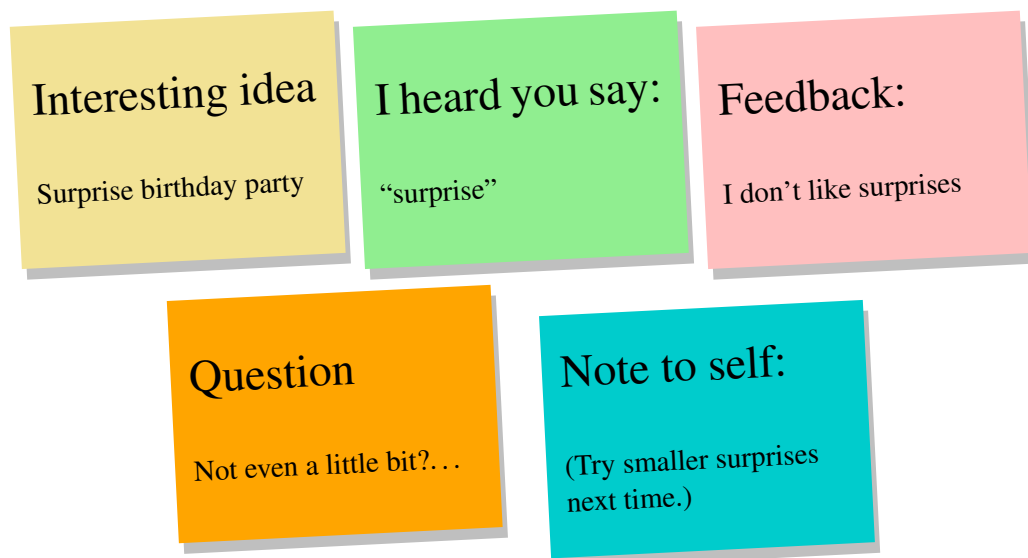 Interesting idea
Surprise birthday party
I heard you say:
“surprise”
Feedback:
I don’t like surprises
Question
Not even a little bit?…
Note to self:
(Try smaller surprises
next time.)